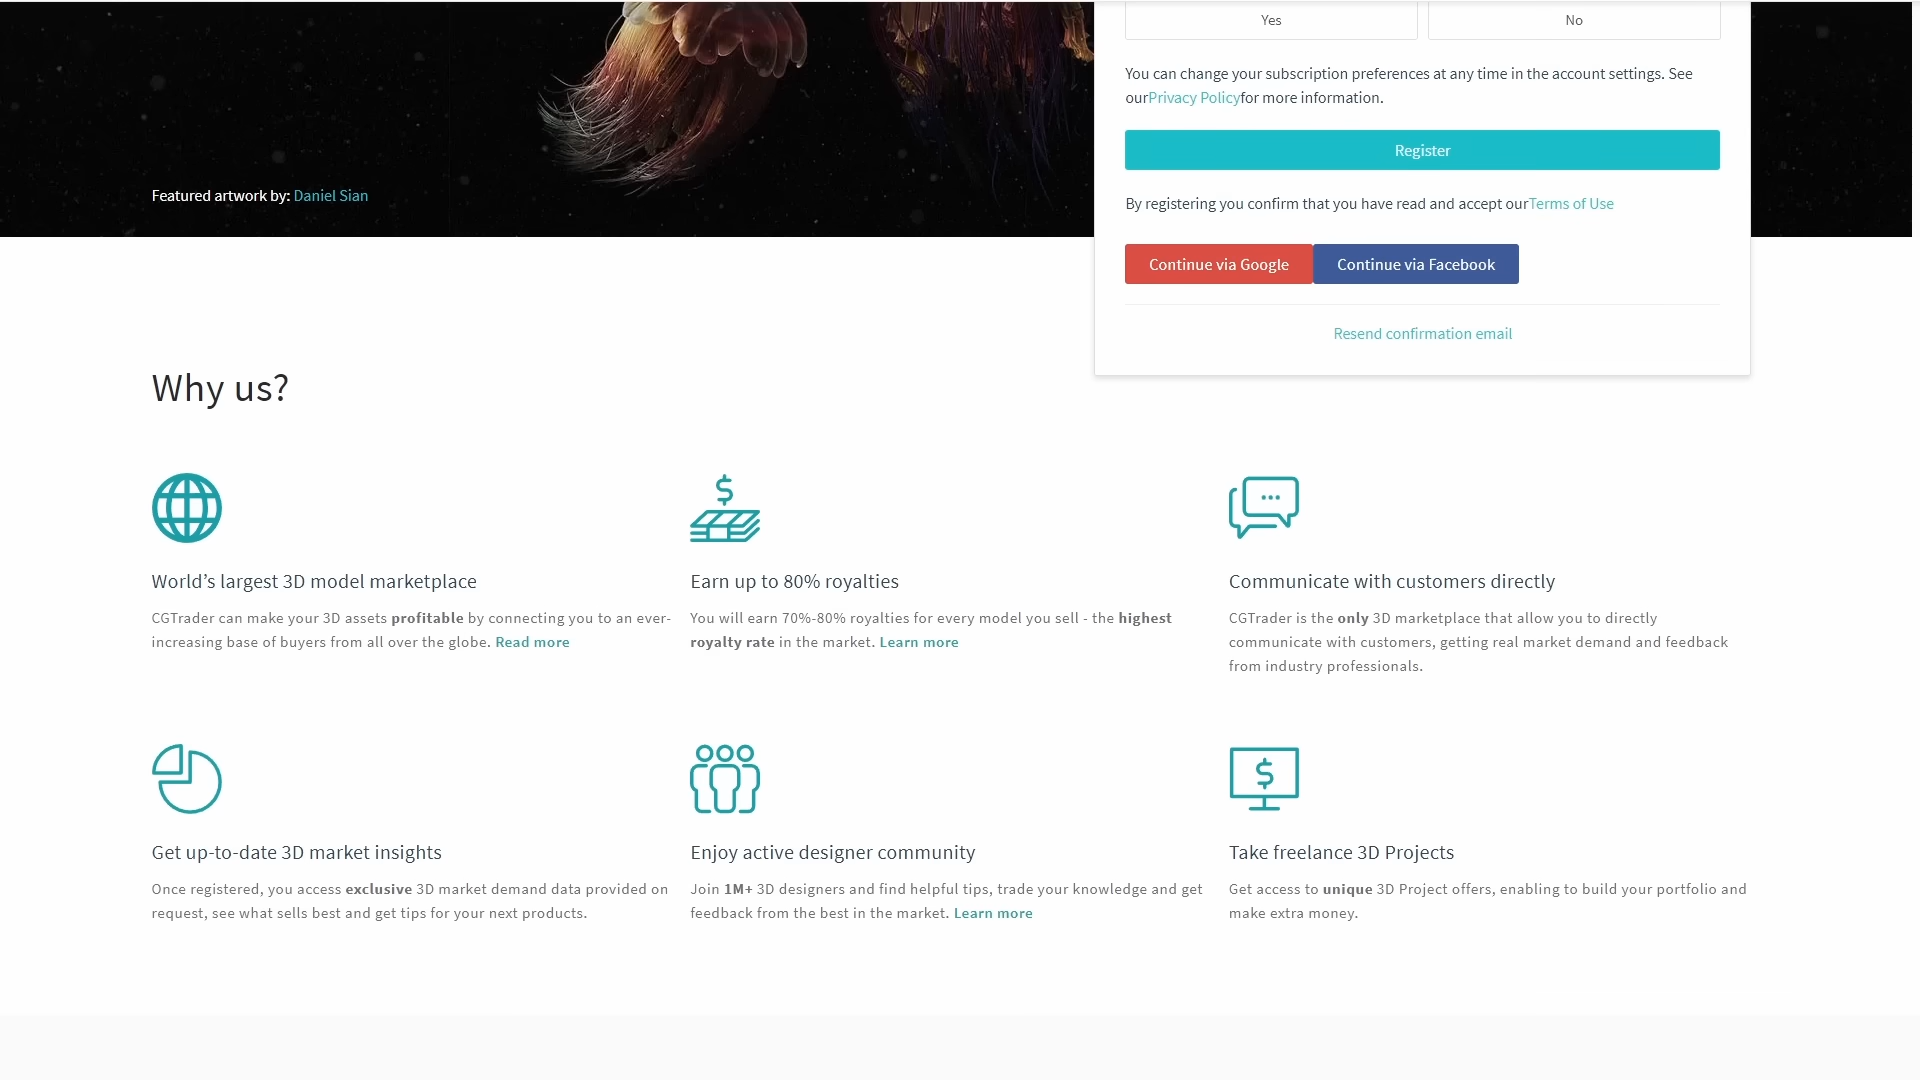 Yes
No
You can change your subscription preferences at any time in the account settings. See
ourPrivacy Policyfor more information.
Register
Featured artwork by: Daniel Sian
By registering you confirm that you have read and accept ourTerms of Use
Continue via Google
Continue via Facebook
Resend confirmation email
Why us?
World’s largest 3D model marketplace
CGTrader can make your 3D assets profitable by connecting you to an ever-
increasing base of buyers from all over the globe. Read more
Earn up to 80% royalties
You will earn 70%-80% royalties for every model you sell - the highest
royalty rate in the market. Learn more
Communicate with customers directly
CGTrader is the only 3D marketplace that allow you to directly
communicate with customers, getting real market demand and feedback
from industry professionals.
Get up-to-date 3D market insights
Once registered, you access exclusive 3D market demand data provided on
request, see what sells best and get tips for your next products.
Enjoy active designer community
Join 1M+ 3D designers and find helpful tips, trade your knowledge and get
feedback from the best in the market. Learn more
Take freelance 3D Projects
Get access to unique 3D Project offers, enabling to build your portfolio and
make extra money.